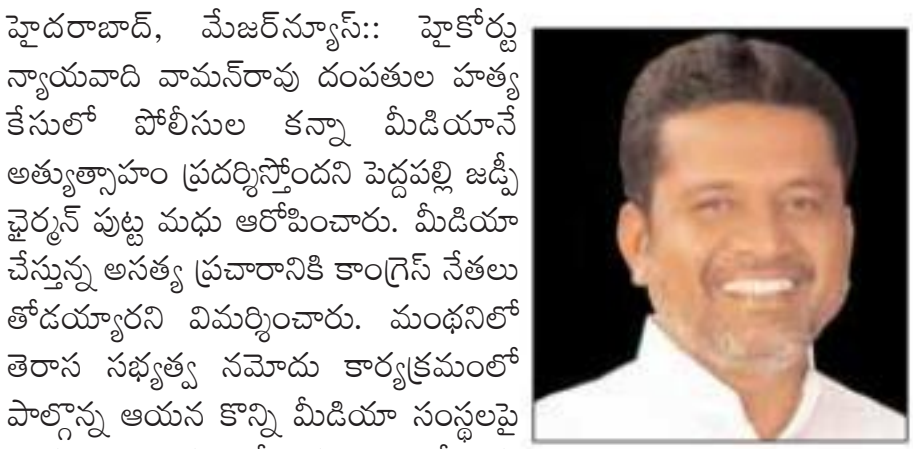 హైదరాబాద్, మేజర్‌న్యూస్:: హైకోర్టు
న్యాయవాది వామన్‌రావు దంపతుల హత్య
కేసులో పోలీసుల కన్నా మీడియానే
అత్యుత్సాహం ప్రదర్శిస్తోందని పెద్దపల్లి జడ్పీ
ఛైర్మన్ పుట్ట మధు ఆరోపించారు. మీడియా
చేస్తున్న అసత్య ప్రచారానికి కాంగ్రెస్ నేతలు
తోడయ్యారని విమర్శించారు. మంథనిలో
తెరాస సభ్యత్వ నమోదు కార్యక్రమంలో
పాల్గొన్న ఆయన కొన్ని మీడియా సంస్థలపై